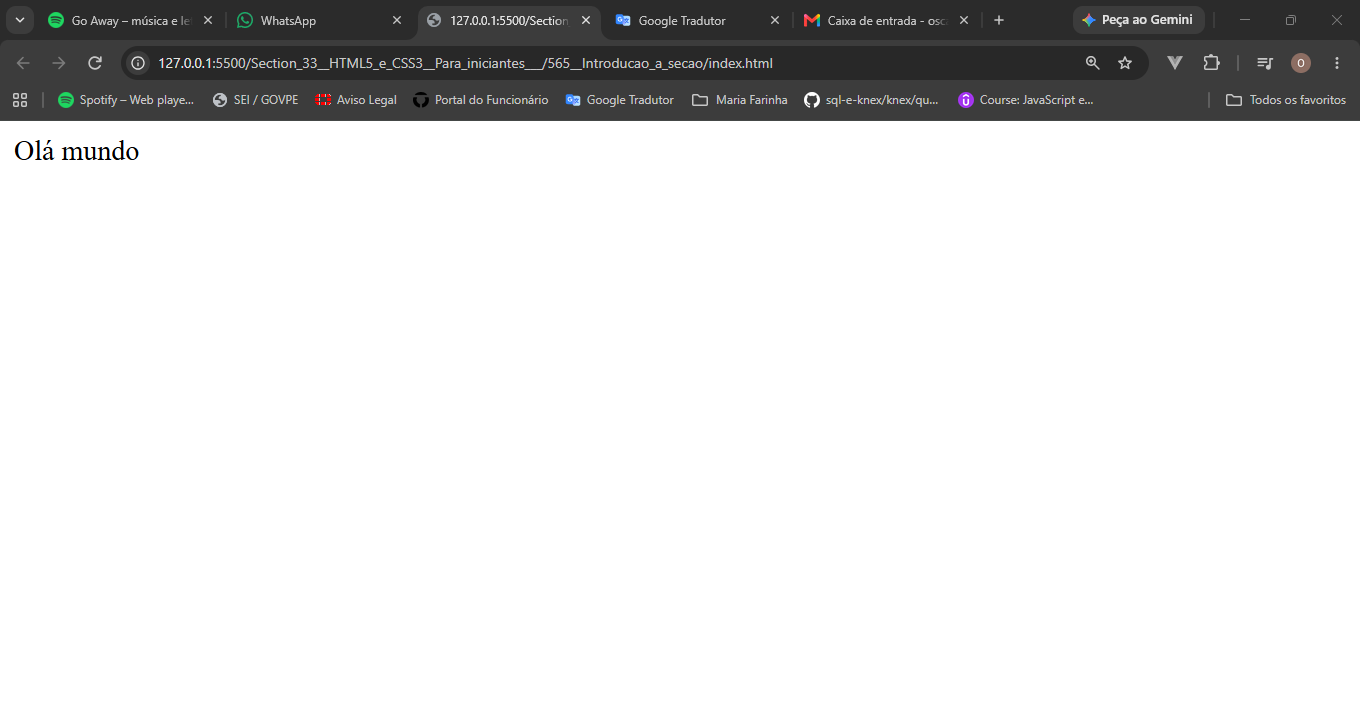 Go Away – música e le
WhatsApp
127.0.0.1:5500/Section
Google Tradutor
Caixa de entrada - osc
Peça ao Gemini
127.0.0.1:5500/Section_33__HTML5_e_CSS3__Para_iniciantes___/565__Introducao_a_secao/index.html
O
Spotify – Web playe...
SEI / GOVPE
Aviso Legal
Portal do Funcionário
Google Tradutor
Maria Farinha
sql-e-knex/knex/qu...
Course: JavaScript e...
Todos os favoritos
Olá mundo